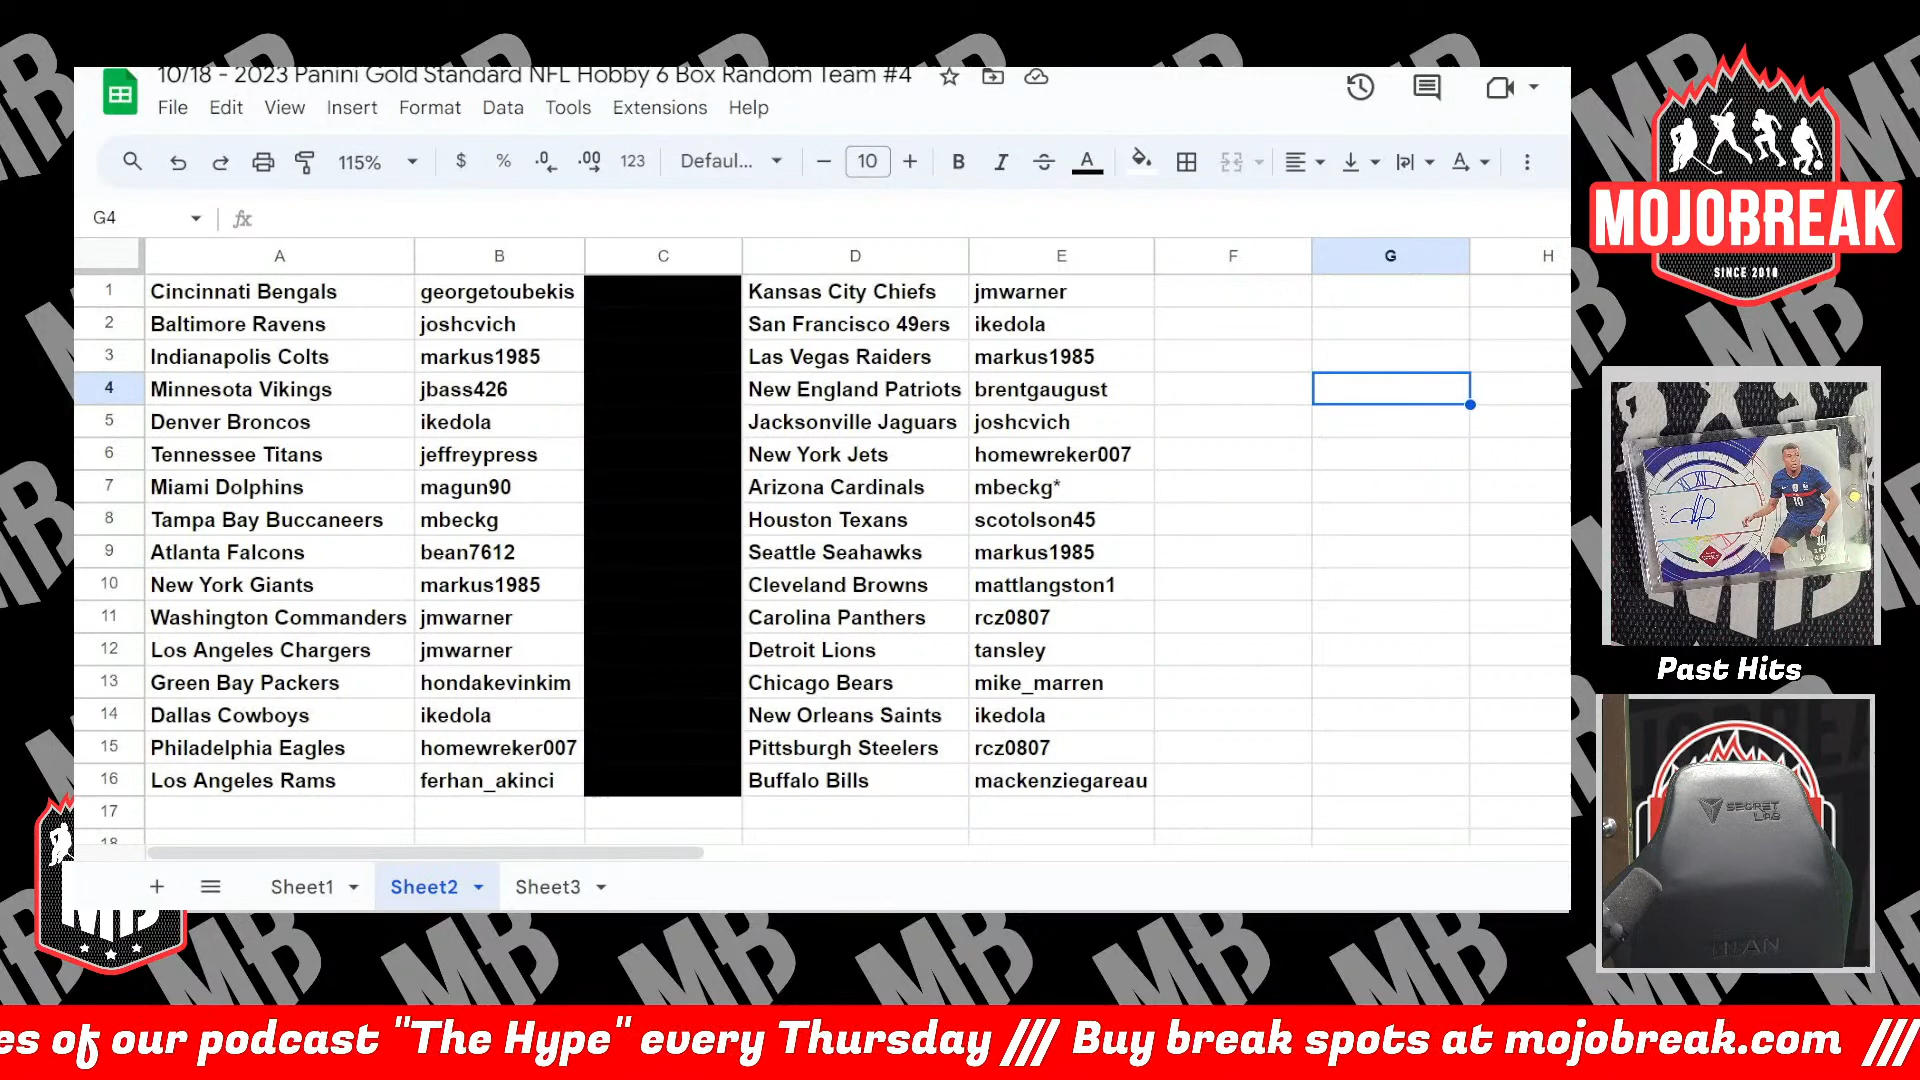 10/18 - 2023 Panini Gold Standard NFL Hobby 6 Box Random Team #4
File Edit View Insert Format Data Tools Extensions Help
115% $ % .0 .00 123 Defaul... 10 B I S A
G4 fx
A B C D E F G H
1 Cincinnati Bengals georgetoubekis Kansas City Chiefs jmwarner
2 Baltimore Ravens joshcvich San Francisco 49ers ikedola
3 Indianapolis Colts markus1985 Las Vegas Raiders markus1985
4 Minnesota Vikings jbass426 New England Patriots brentgaugust
5 Denver Broncos ikedola Jacksonville Jaguars joshcvich
6 Tennessee Titans jeffreypress New York Jets homewreker007
7 Miami Dolphins magun90 Arizona Cardinals mbeckg*
8 Tampa Bay Buccaneers mbeckg Houston Texans scotolson45
9 Atlanta Falcons bean7612 Seattle Seahawks markus1985
10 New York Giants markus1985 Cleveland Browns mattlangston1
11 Washington Commanders jmwarner Carolina Panthers rcz0807
12 Los Angeles Chargers jmwarner Detroit Lions tansley
13 Green Bay Packers hondakevinkim Chicago Bears mike_marren
14 Dallas Cowboys ikedola New Orleans Saints ikedola
15 Philadelphia Eagles homewreker007 Pittsburgh Steelers rcz0807
16 Los Angeles Rams ferhan_akinci Buffalo Bills mackenziegareau
17
18
Sheet1 Sheet2 Sheet3
MOJOBREAK
SINCE 2010
Past Hits
SECRET LAB
TITAN
MB
es of our podcast "The Hype" every Thursday /// Buy break spots at mojobreak.com ///